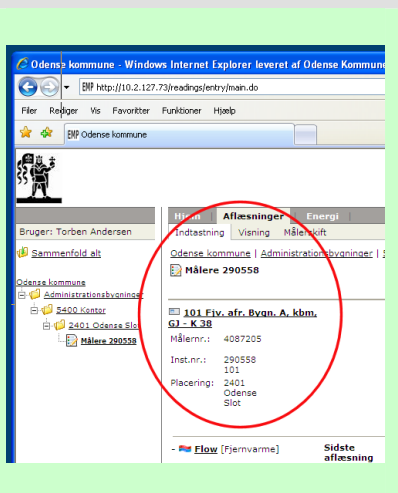 Odense kommune - Windows Internet Explorer leveret af Odense Kommune
EMP http://10.2.127.73/readings/entry/main.do
Filer Rediger Vis Favoritter Funktioner Hjælp
EMP Odense kommune
Hjem | Aflæsninger | Energi |
Bruger: Torben Andersen
Indtastning Visning Målerskift
Sammenfold alt
Odense kommune | Administrationsbygninger |
Målere 290558
Odense kommune
Administrationsbygninger
5400 Kontor
2401 Odense Slo
Målere 290558
101 Fjv. afr. Bygn. A, kbm,
GJ - K 38
Målernr.: 4087205
Inst.nr.: 290558
101
Placering: 2401
Odense
Slot
- Flow [Fjernvarme] Sidste
aflæsning